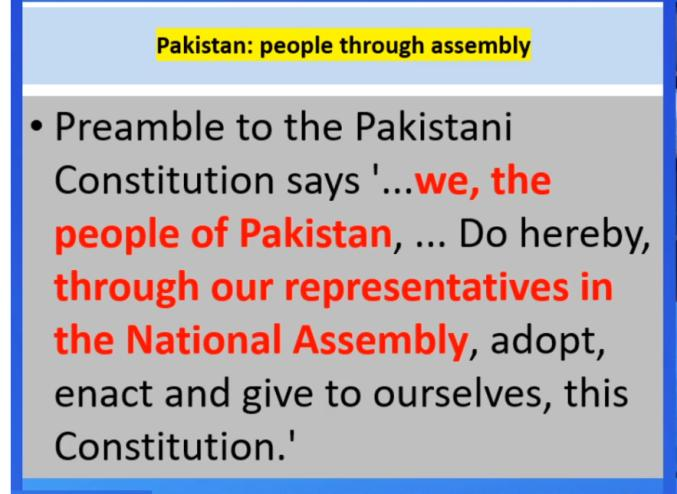 Pakistan: people through assembly
• Preamble to the Pakistani
Constitution says '...we, the
people of Pakistan, ... Do hereby,
through our representatives in
the National Assembly, adopt,
enact and give to ourselves, this
Constitution.'